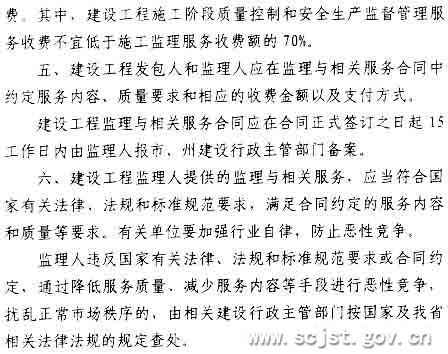 费。其中，建设工程施工阶段质量控制和安全生产监督管理服
务收费不宜低于施工监理服务收费额的 70%。
五、建设工程发包人和监理人应在监理与相关服务合同中
约定服务内容、质量要求和相应的收费金额以及支付方式。
建设工程监理与相关服务合同应在合同正式签订之日起 15
工作日内由监理人报市、州建设行政主管部门备案。
六、建设工程监理人提供的监理与相关服务，应当符合国
家有关法律、法规和标准规范要求，满足合同约定的服务内容
和质量等要求。有关单位要加强行业自律，防止恶性竞争。
监理人违反国家有关法律、法规和标准规范要求或合同约
定，通过降低服务质量、减少服务内容等手段进行恶性竞争，
扰乱正常市场秩序的，由相关建设行政主管部门按国家及我省
相关法律法规的规定查处。
www.scjst.gov.cn